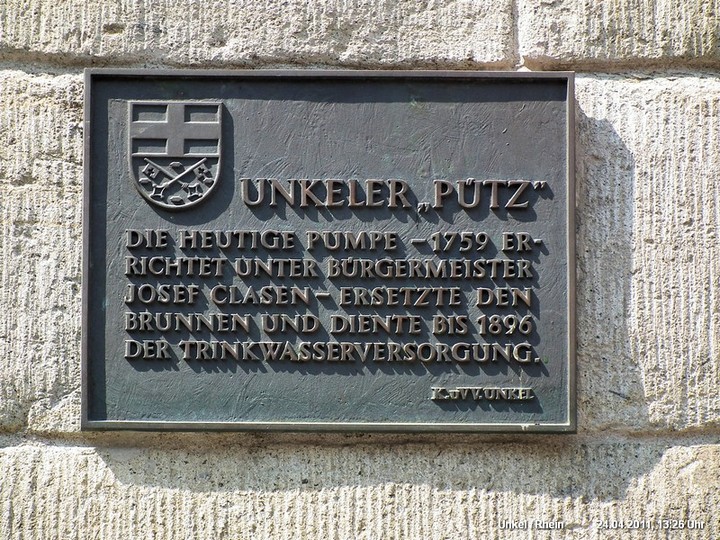 UNKELER „PÜTZ“
DIE HEUTIGE PUMPE – 1759 ER-
RICHTET UNTER BÜRGERMEISTER
JOSEF CLASEN – ERSETZTE DEN
BRUNNEN UND DIENTE BIS 1896
DER TRINKWASSERVERSORGUNG.
K.uVV. UNKEL
Unkel / Rhein 24.04.2011, 13:26 Uhr